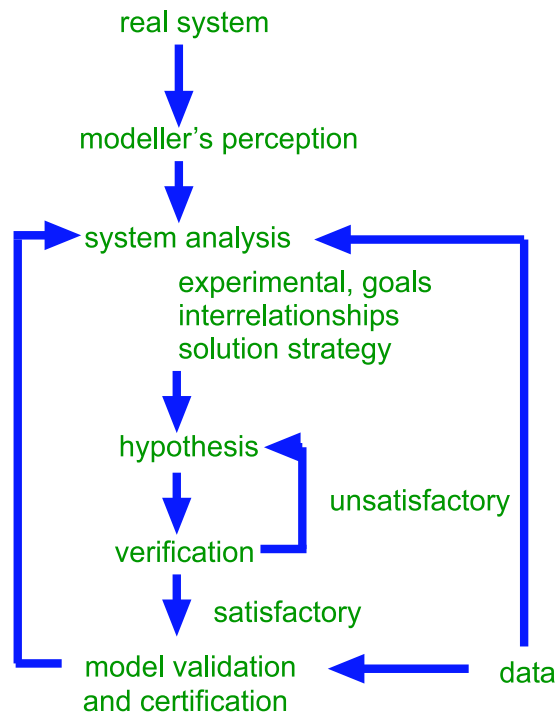 real system
modeller's perception
system analysis
experimental, goals
interrelationships
solution strategy
hypothesis
unsatisfactory
verification
satisfactory
model validation
and certification
data